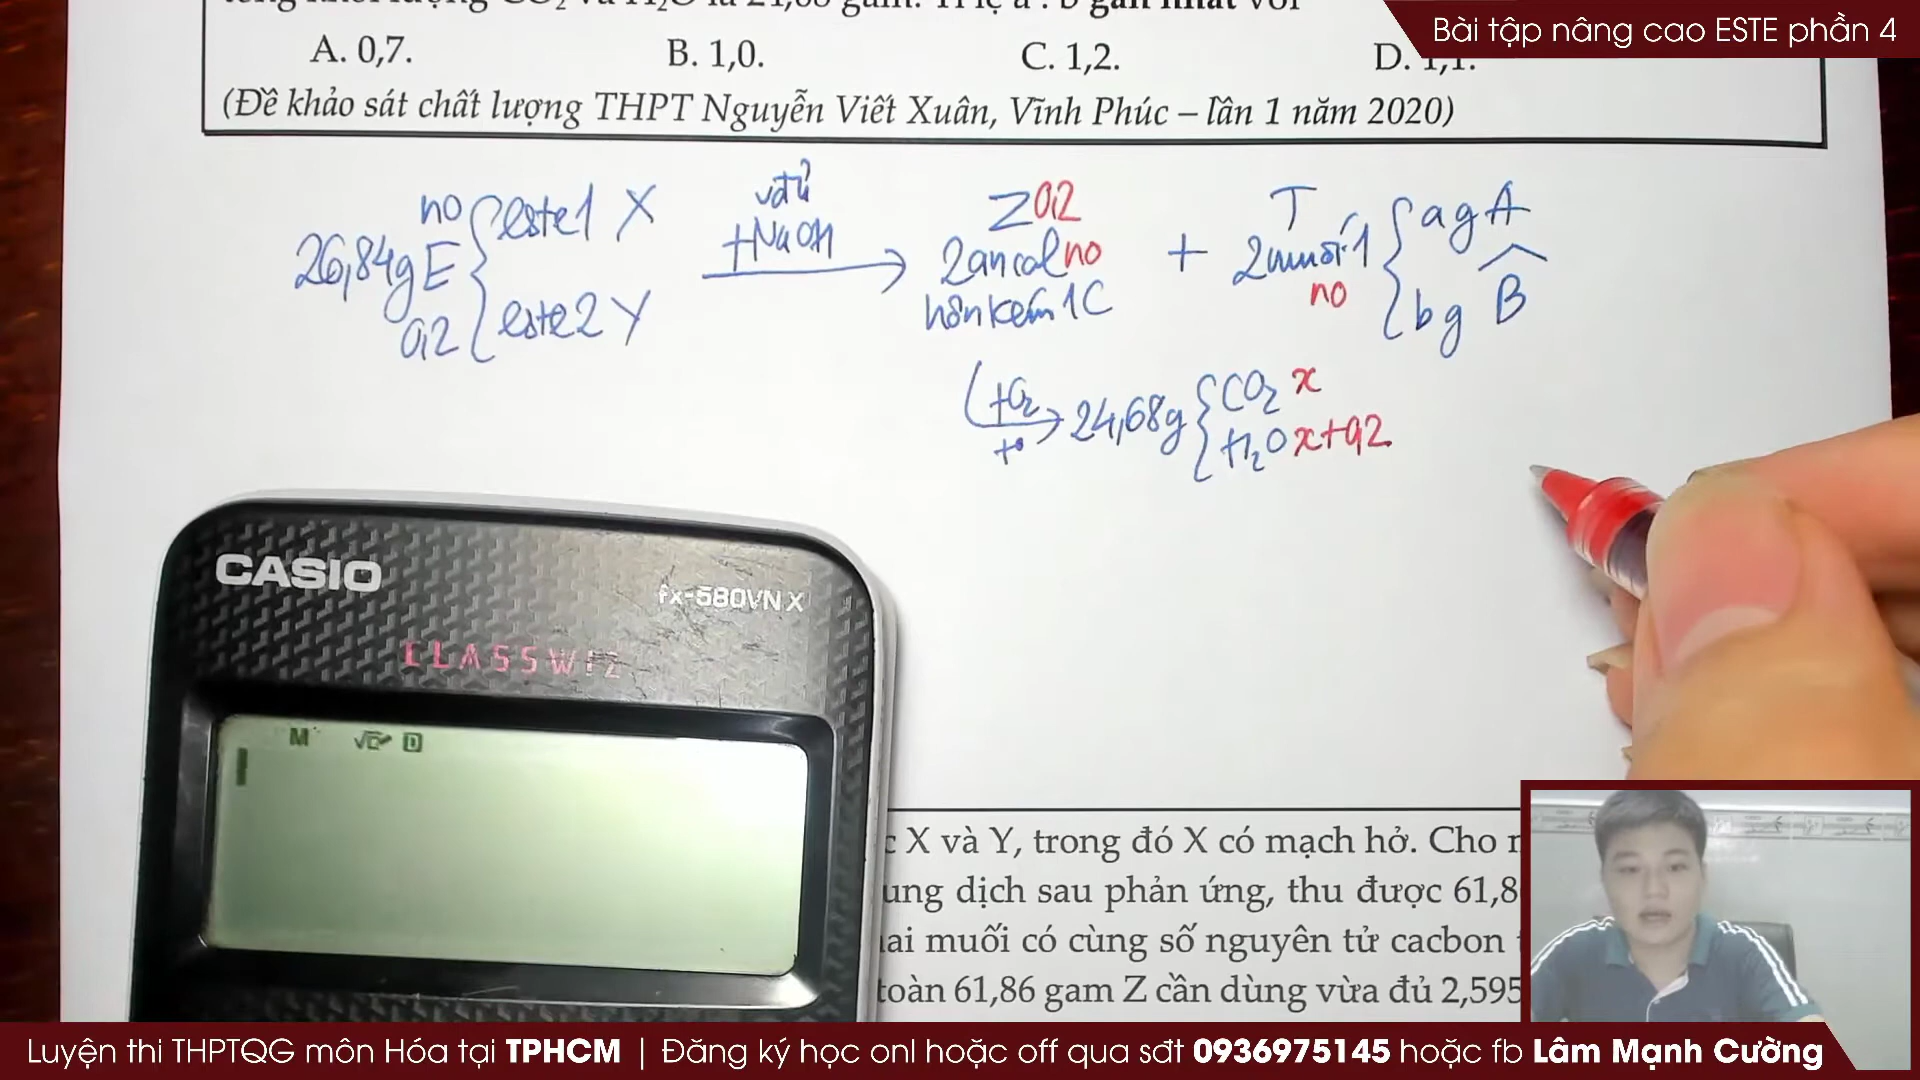 Bài tập nâng cao ESTE phần 4
A. 0,7. B. 1,0. C. 1,2. D. 1,1.
(Đề khảo sát chất lượng THPT Nguyễn Viết Xuân, Vĩnh Phúc – lần 1 năm 2020)
no este1 X
26,84g E
0,2 este2 Y
vđủ
+NaOH
Z 0,2
2ancol no
hơn kém 1C
+
T
2muối
no
a g A
b g B
+O2
t°
24,68g
CO2 x
H2O x+0,2
CASIO
fx-580VN X
CLASSWIZ
M √ D
X và Y, trong đó X có mạch hở. Cho
ung dịch sau phản ứng, thu được 61,8
ai muối có cùng số nguyên tử cacbon
toàn 61,86 gam Z cần dùng vừa đủ 2,595
Luyện thi THPTQG môn Hóa tại TPHCM | Đăng ký học onl hoặc off qua sđt 0936975145 hoặc fb Lâm Mạnh Cường